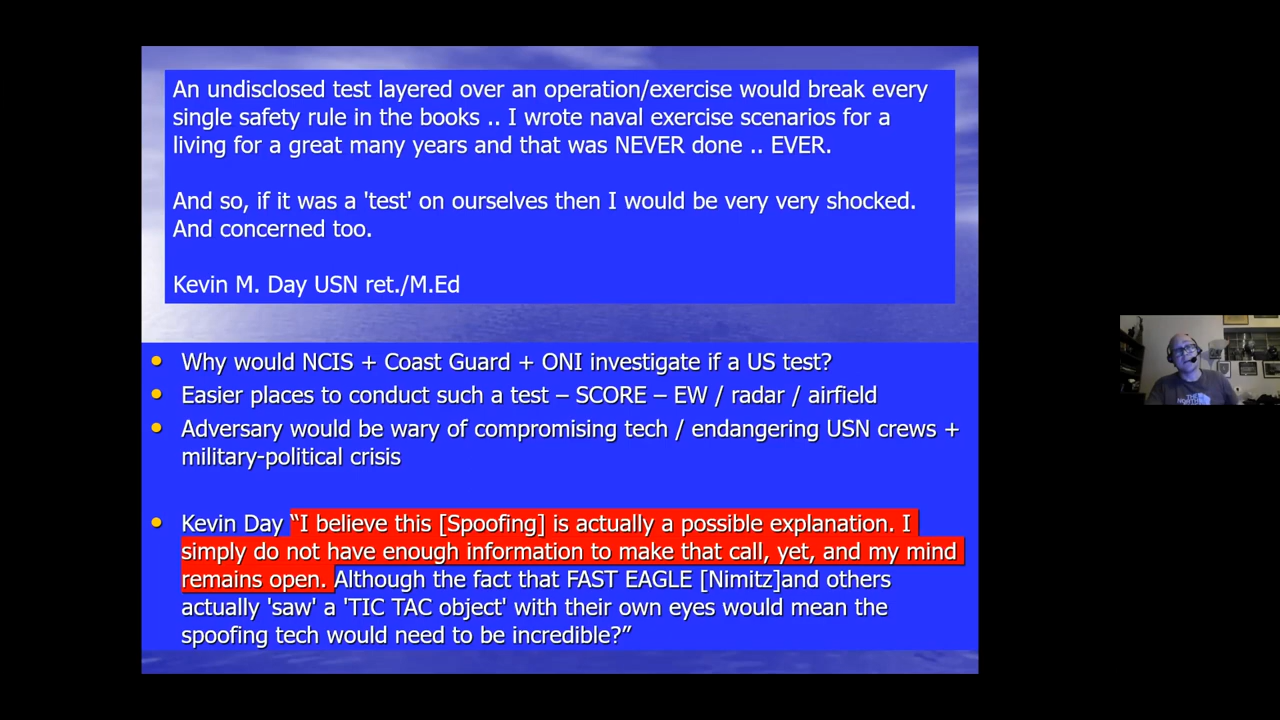 An undisclosed test layered over an operation/exercise would break every
single safety rule in the books .. I wrote naval exercise scenarios for a
living for a great many years and that was NEVER done .. EVER.
And so, if it was a 'test' on ourselves then I would be very very shocked.
And concerned too.
Kevin M. Day USN ret./M.Ed
Why would NCIS + Coast Guard + ONI investigate if a US test?
Easier places to conduct such a test – SCORE – EW / radar / airfield
Adversary would be wary of compromising tech / endangering USN crews +
military-political crisis
Kevin Day “I believe this [Spoofing] is actually a possible explanation. I
simply do not have enough information to make that call, yet, and my mind
remains open. Although the fact that FAST EAGLE [Nimitz]and others
actually 'saw' a 'TIC TAC object' with their own eyes would mean the
spoofing tech would need to be incredible?”
THE
NORTH